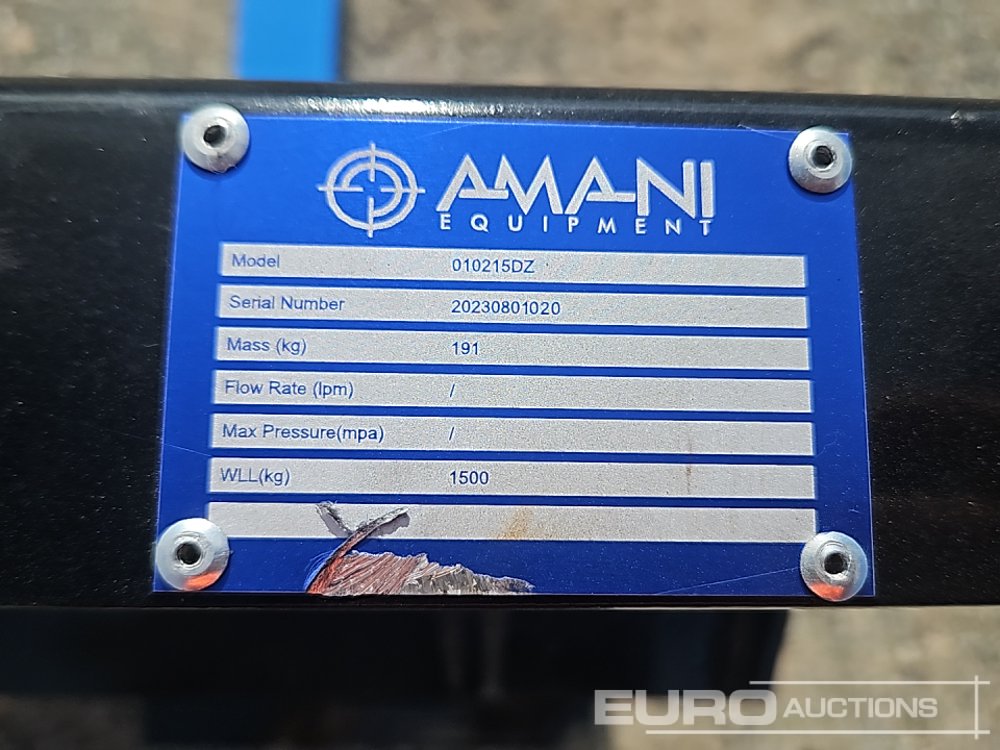 AMANI
EQUIPMENT
Model 010215DZ
Serial Number 20230801020
Mass (kg) 191
Flow Rate (lpm) /
Max Pressure(mpa) /
WLL(kg) 1500
EURO AUCTIONS